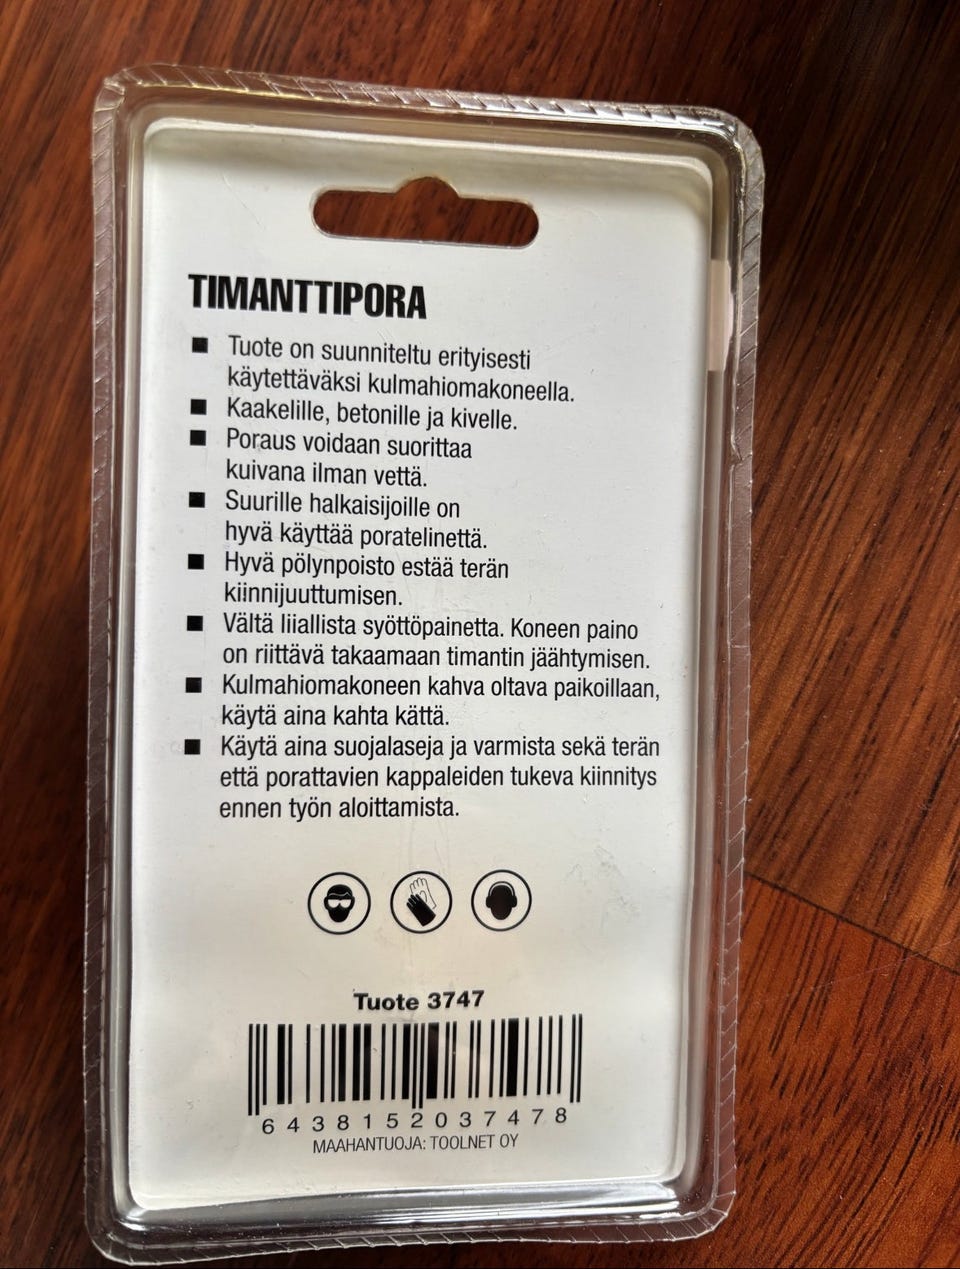 TIMANTTIPORA
Tuote on suunniteltu erityisesti
käytettäväksi kulmahiomakoneella.
Kaakelille, betonille ja kivelle.
Poraus voidaan suorittaa
kuivana ilman vettä.
Suurille halkaisijoille on
hyvä käyttää poratelinettä.
Hyvä pölynpoisto estää terän
kiinnijuuttumisen.
Vältä liiallista syöttöpainetta. Koneen paino
on riittävä takaamaan timantin jäähtymisen.
Kulmahiomakoneen kahva oltava paikoillaan,
käytä aina kahta kättä.
Käytä aina suojalaseja ja varmista sekä terän
että porattavien kappaleiden tukeva kiinnitys
ennen työn aloittamista.
Tuote 3747
6438152037478
MAAHANTUOJA: TOOLNET OY